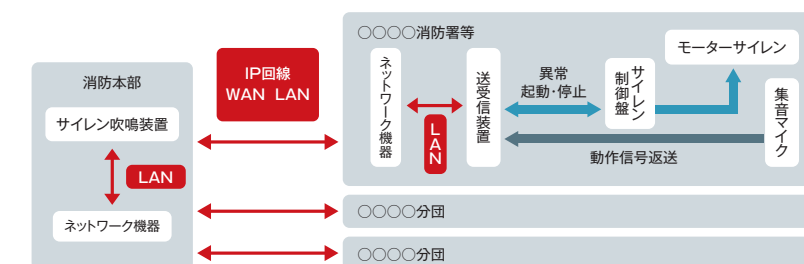 消防本部
サイレン吹鳴装置
LAN
ネットワーク機器
IP回線
WAN LAN
○○○○消防署等
ネットワーク機器
LAN
送受信装置
異常
起動・停止
サイレン
制御盤
モーターサイレン
集音マイク
動作信号返送
○○○○分団
○○○○分団